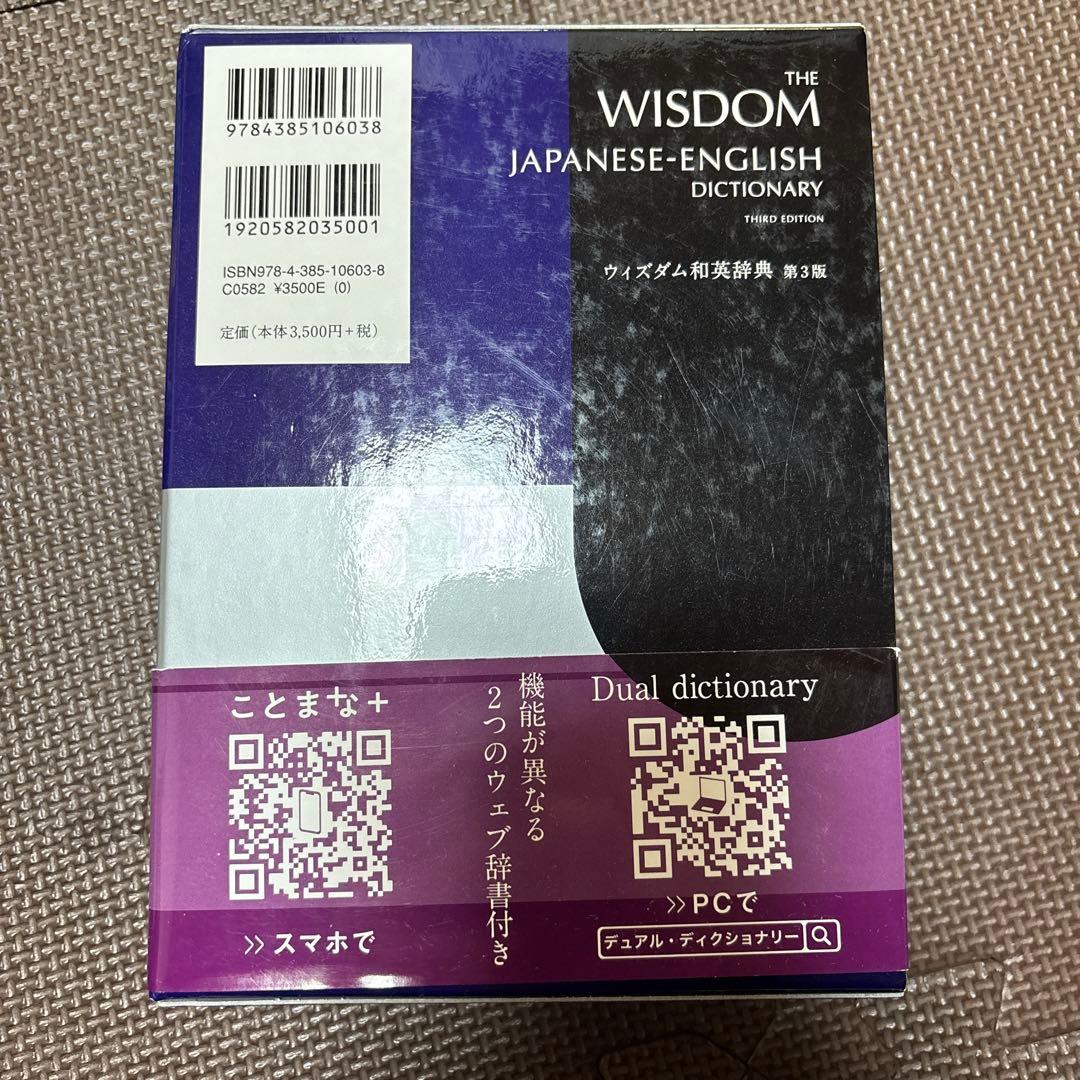 9784385106038
1920582035001
ISBN978-4-385-10603-8
C0582 ¥3500E (0)
定価(本体3,500円+税)
THE
WISDOM
JAPANESE-ENGLISH
DICTIONARY
THIRD EDITION
ウィズダム和英辞典 第3版
ことまな+
>> スマホで
機能が異なる
2つのウェブ辞書付き
Dual dictionary
>> PCで
デュアル・ディクショナリー